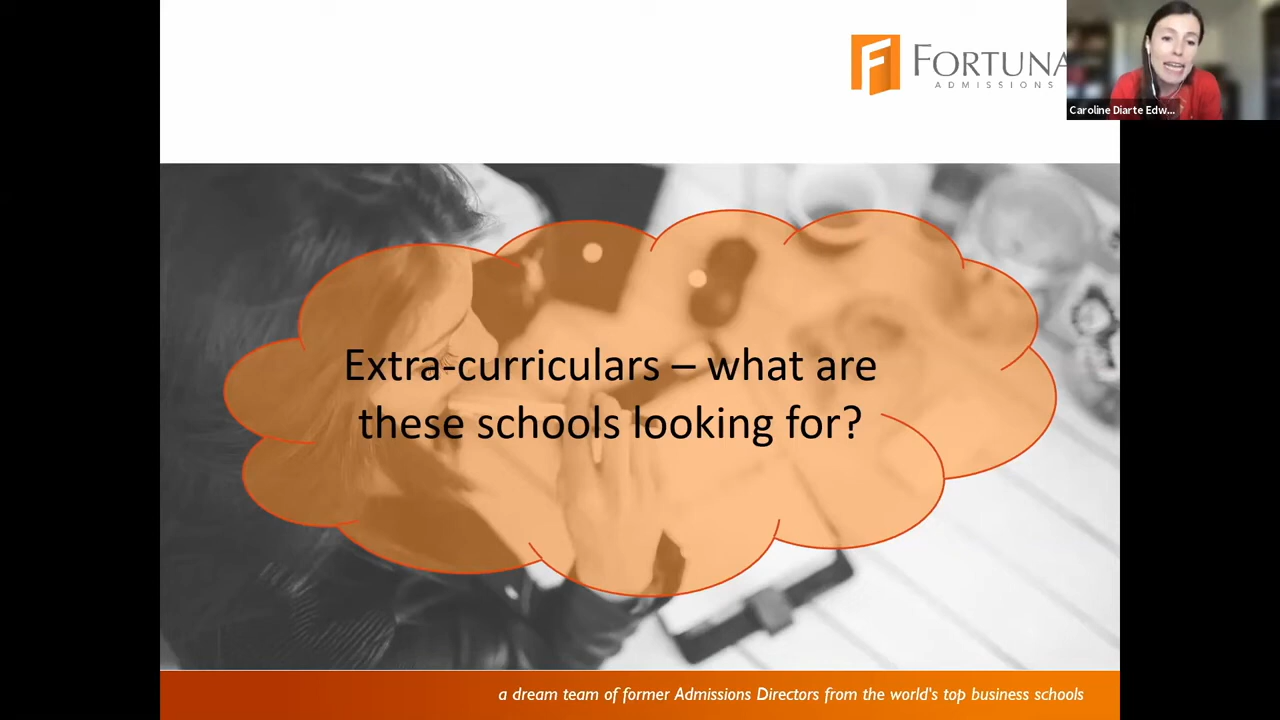 FORTUNA
ADMISSIONS
Caroline Diarte Edw...
Extra-curriculars – what are
these schools looking for?
a dream team of former Admissions Directors from the world's top business schools